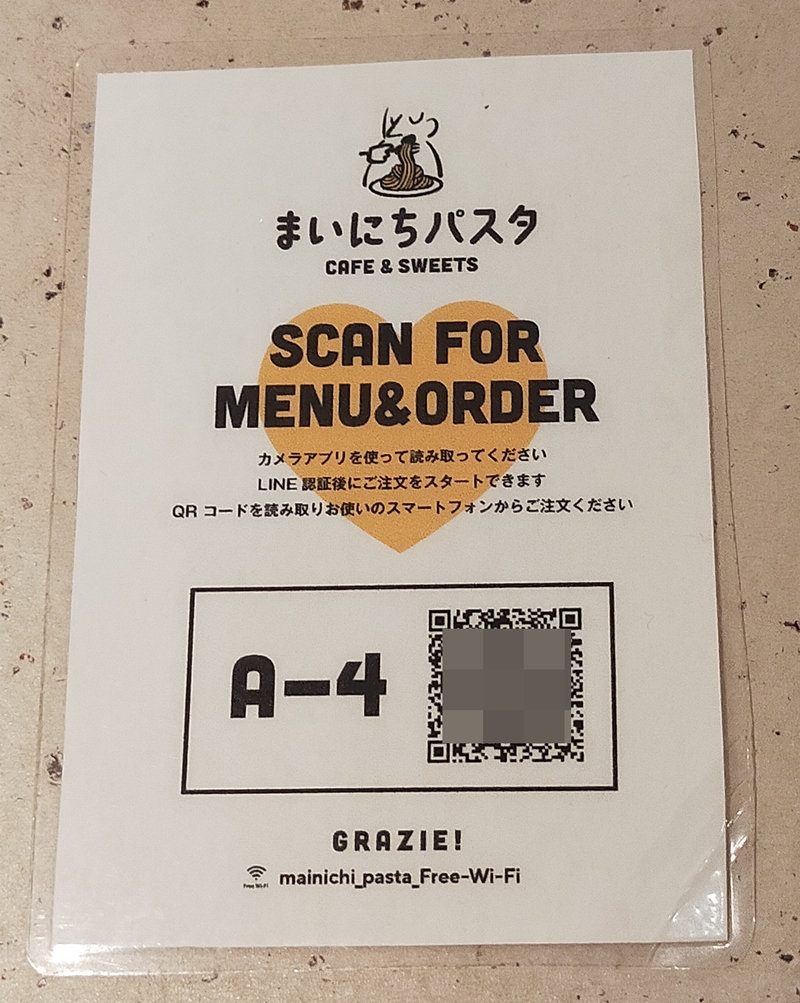 まいにちパスタ
CAFE & SWEETS
SCAN FOR
MENU&ORDER
カメラアプリを使って読み取ってください
LINE 認証後にご注文をスタートできます
QR コードを読み取りお使いのスマートフォンからご注文ください
A-4
GRAZIE!
Free Wi-Fi mainichi_pasta_Free-Wi-Fi